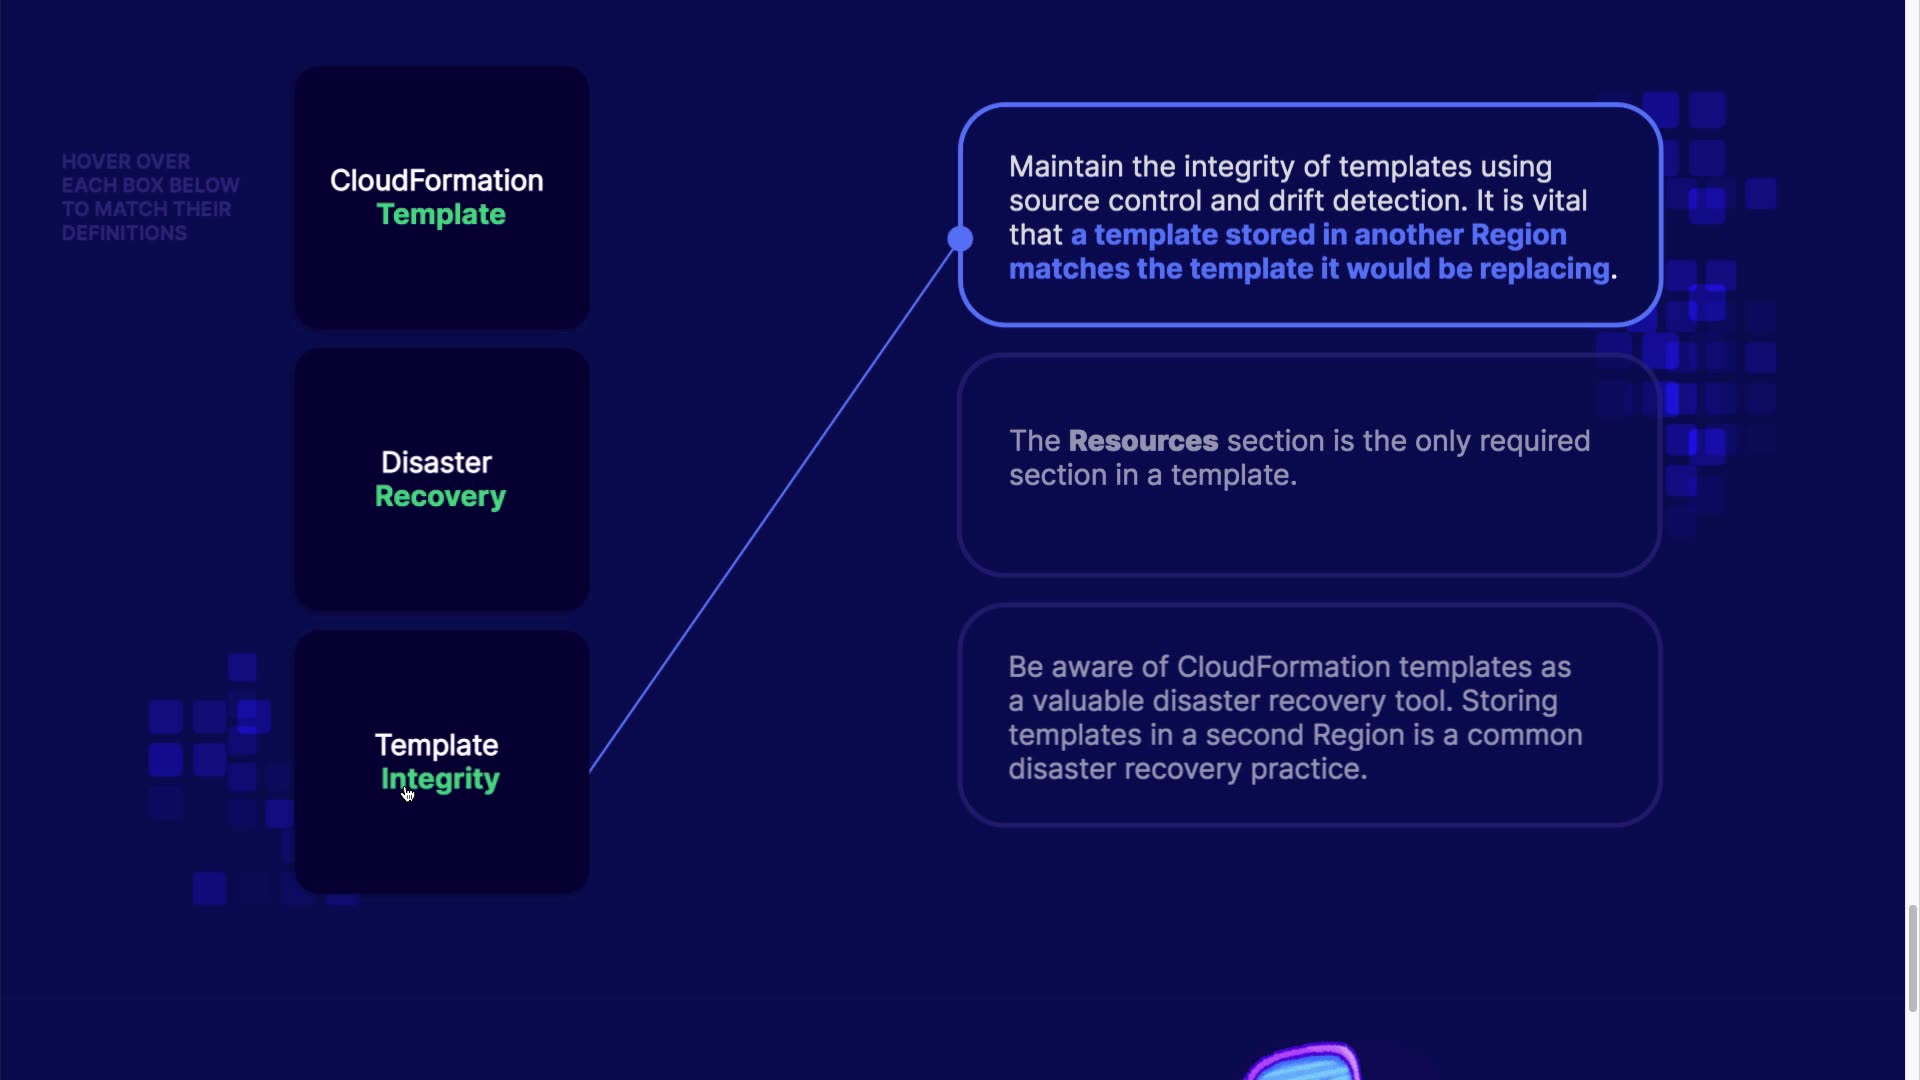 HOVER OVER
EACH BOX BELOW
TO MATCH THEIR
DEFINITIONS
CloudFormation
Template
Disaster
Recovery
Template
Integrity
Maintain the integrity of templates using
source control and drift detection. It is vital
that a template stored in another Region
matches the template it would be replacing.
The Resources section is the only required
section in a template.
Be aware of CloudFormation templates as
a valuable disaster recovery tool. Storing
templates in a second Region is a common
disaster recovery practice.